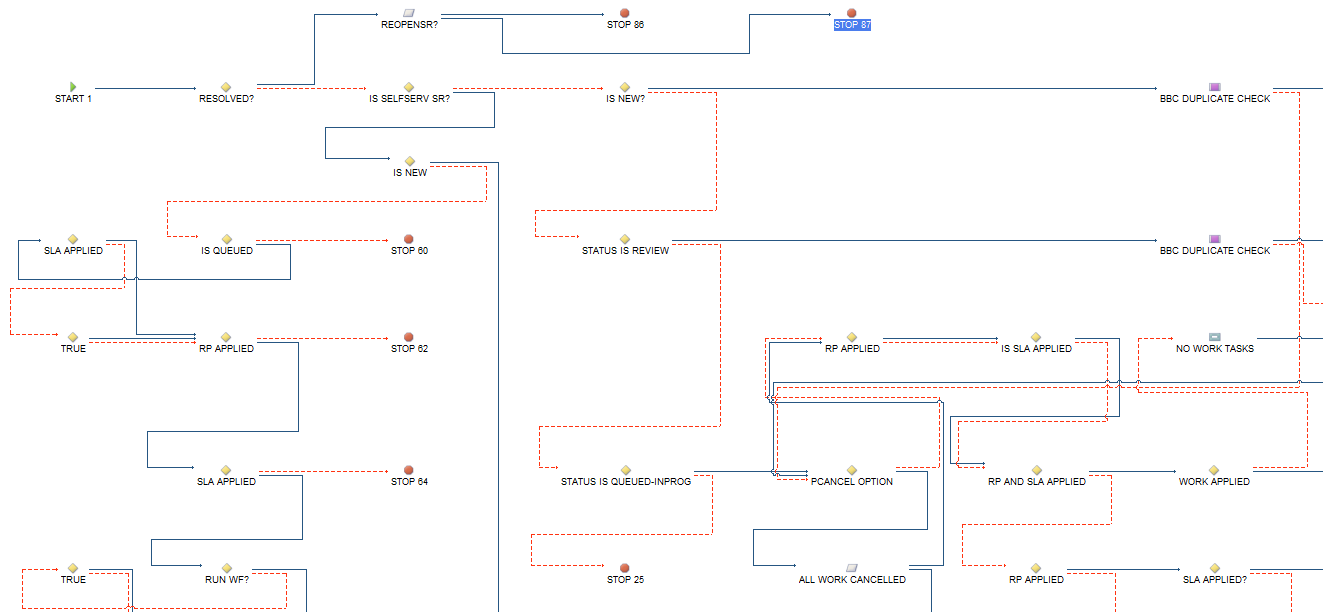 REOPENSR?
STOP 86
STOP 87
START 1
RESOLVED?
IS SELFSERV SR?
IS NEW?
BBC DUPLICATE CHECK
IS NEW
SLA APPLIED
IS QUEUED
STOP 60
STATUS IS REVIEW
BBC DUPLICATE CHECK
TRUE
RP APPLIED
STOP 62
RP APPLIED
IS SLA APPLIED
NO WORK TASKS
SLA APPLIED
STOP 64
STATUS IS QUEUED-INPROG
PCANCEL OPTION
RP AND SLA APPLIED
WORK APPLIED
TRUE
RUN WF?
STOP 25
ALL WORK CANCELLED
RP APPLIED
SLA APPLIED?